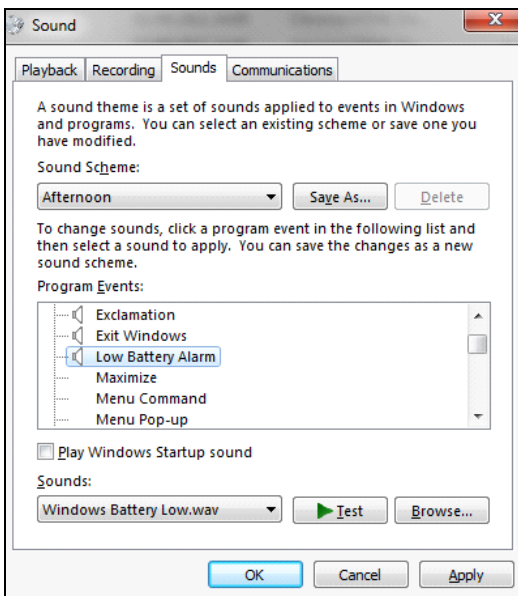 Sound
Playback Recording Sounds Communications
A sound theme is a set of sounds applied to events in Windows
and programs. You can select an existing scheme or save one you
have modified.
Sound Scheme:
Afternoon Save As... Delete
To change sounds, click a program event in the following list and
then select a sound to apply. You can save the changes as a new
sound scheme.
Program Events:
Exclamation
Exit Windows
Low Battery Alarm
Maximize
Menu Command
Menu Pop-up
Play Windows Startup sound
Sounds:
Windows Battery Low.wav Test Browse...
OK Cancel Apply